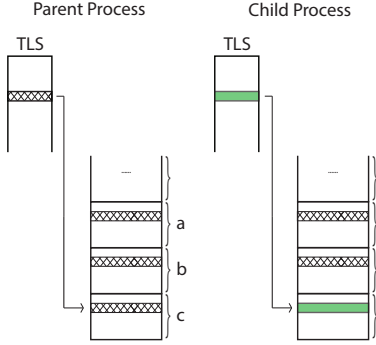 Parent Process
Child Process
TLS
TLS
......
......
a
b
c